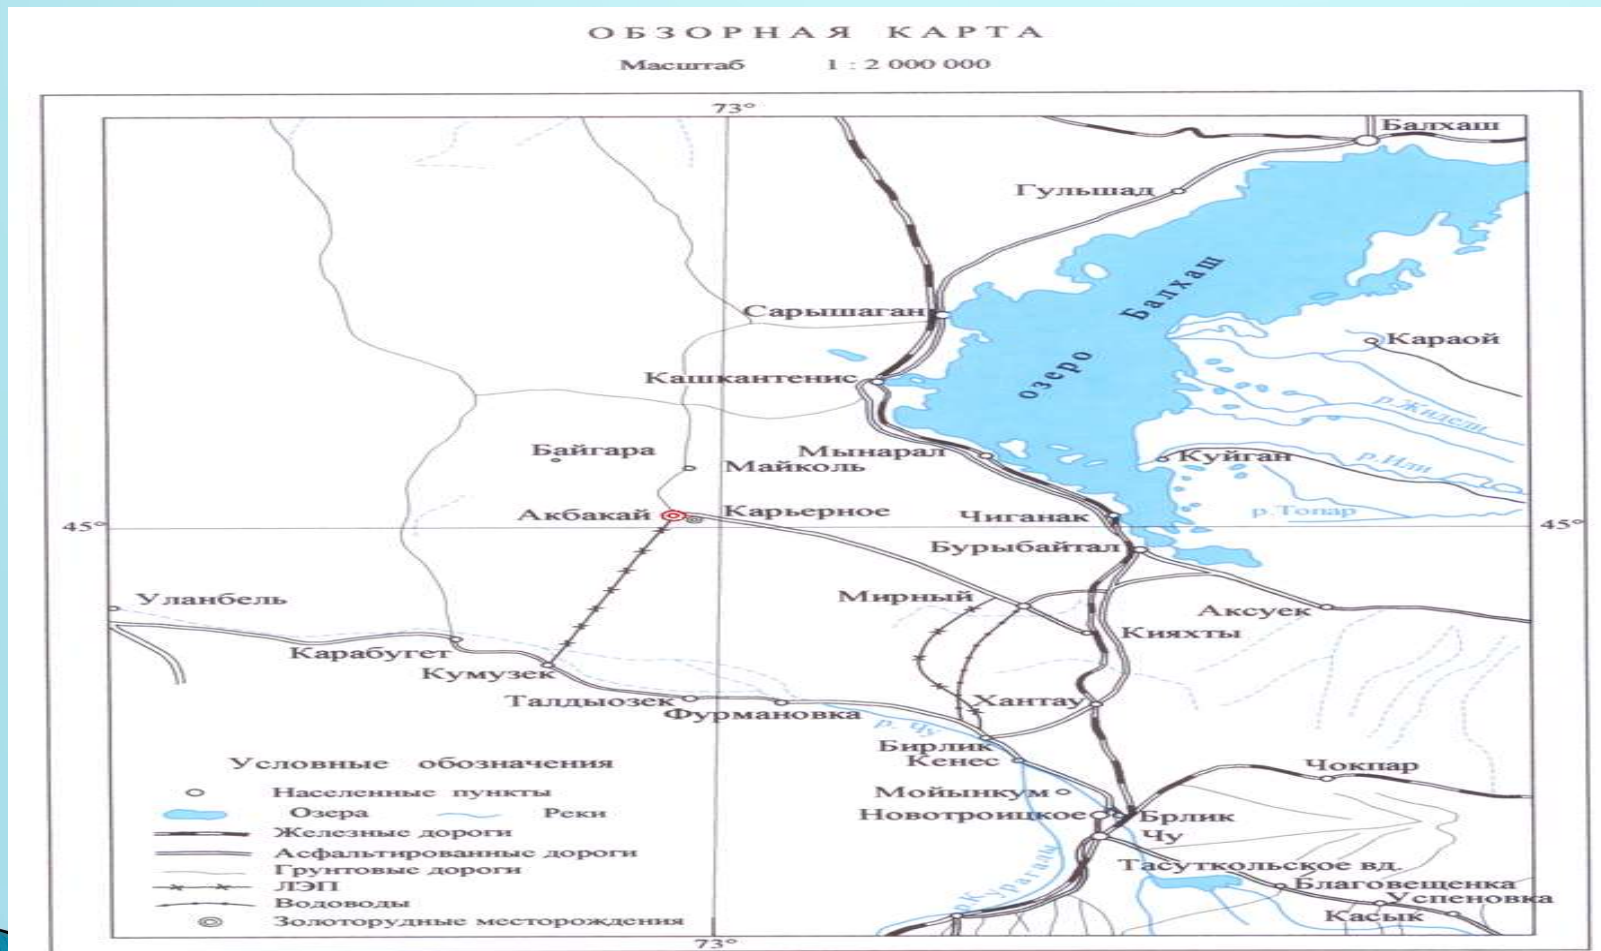 ОБЗОРНАЯ КАРТА
Масштаб 1 : 2 000 000
73°
Балхаш
Гульшад
озеро Балхаш
Сарышаган
Караой
Кашкантенис
р.Жидели
Байгара
Майколь
Мынарал
Куйган
р.Или
Акбакай
Карьерное
Чиганак
р.Топар
45°
45°
Бурыбайтал
Уланбель
Мирный
Аксуек
Кияхты
Карабугет
Кумузек
Талдыозек
Фурмановка
Хантау
р. Чу
Бирлик
Кенес
Чокпар
Мойынкум
Новотроицкое
Брлик
Чу
Тасуткольское вд.
р.Курагаты
Благовещенка
Успеновка
Касык
Условные обозначения
Населенные пункты
Озера Реки
Железные дороги
Асфальтированные дороги
Грунтовые дороги
ЛЭП
Водоводы
Золоторудные месторождения
73°